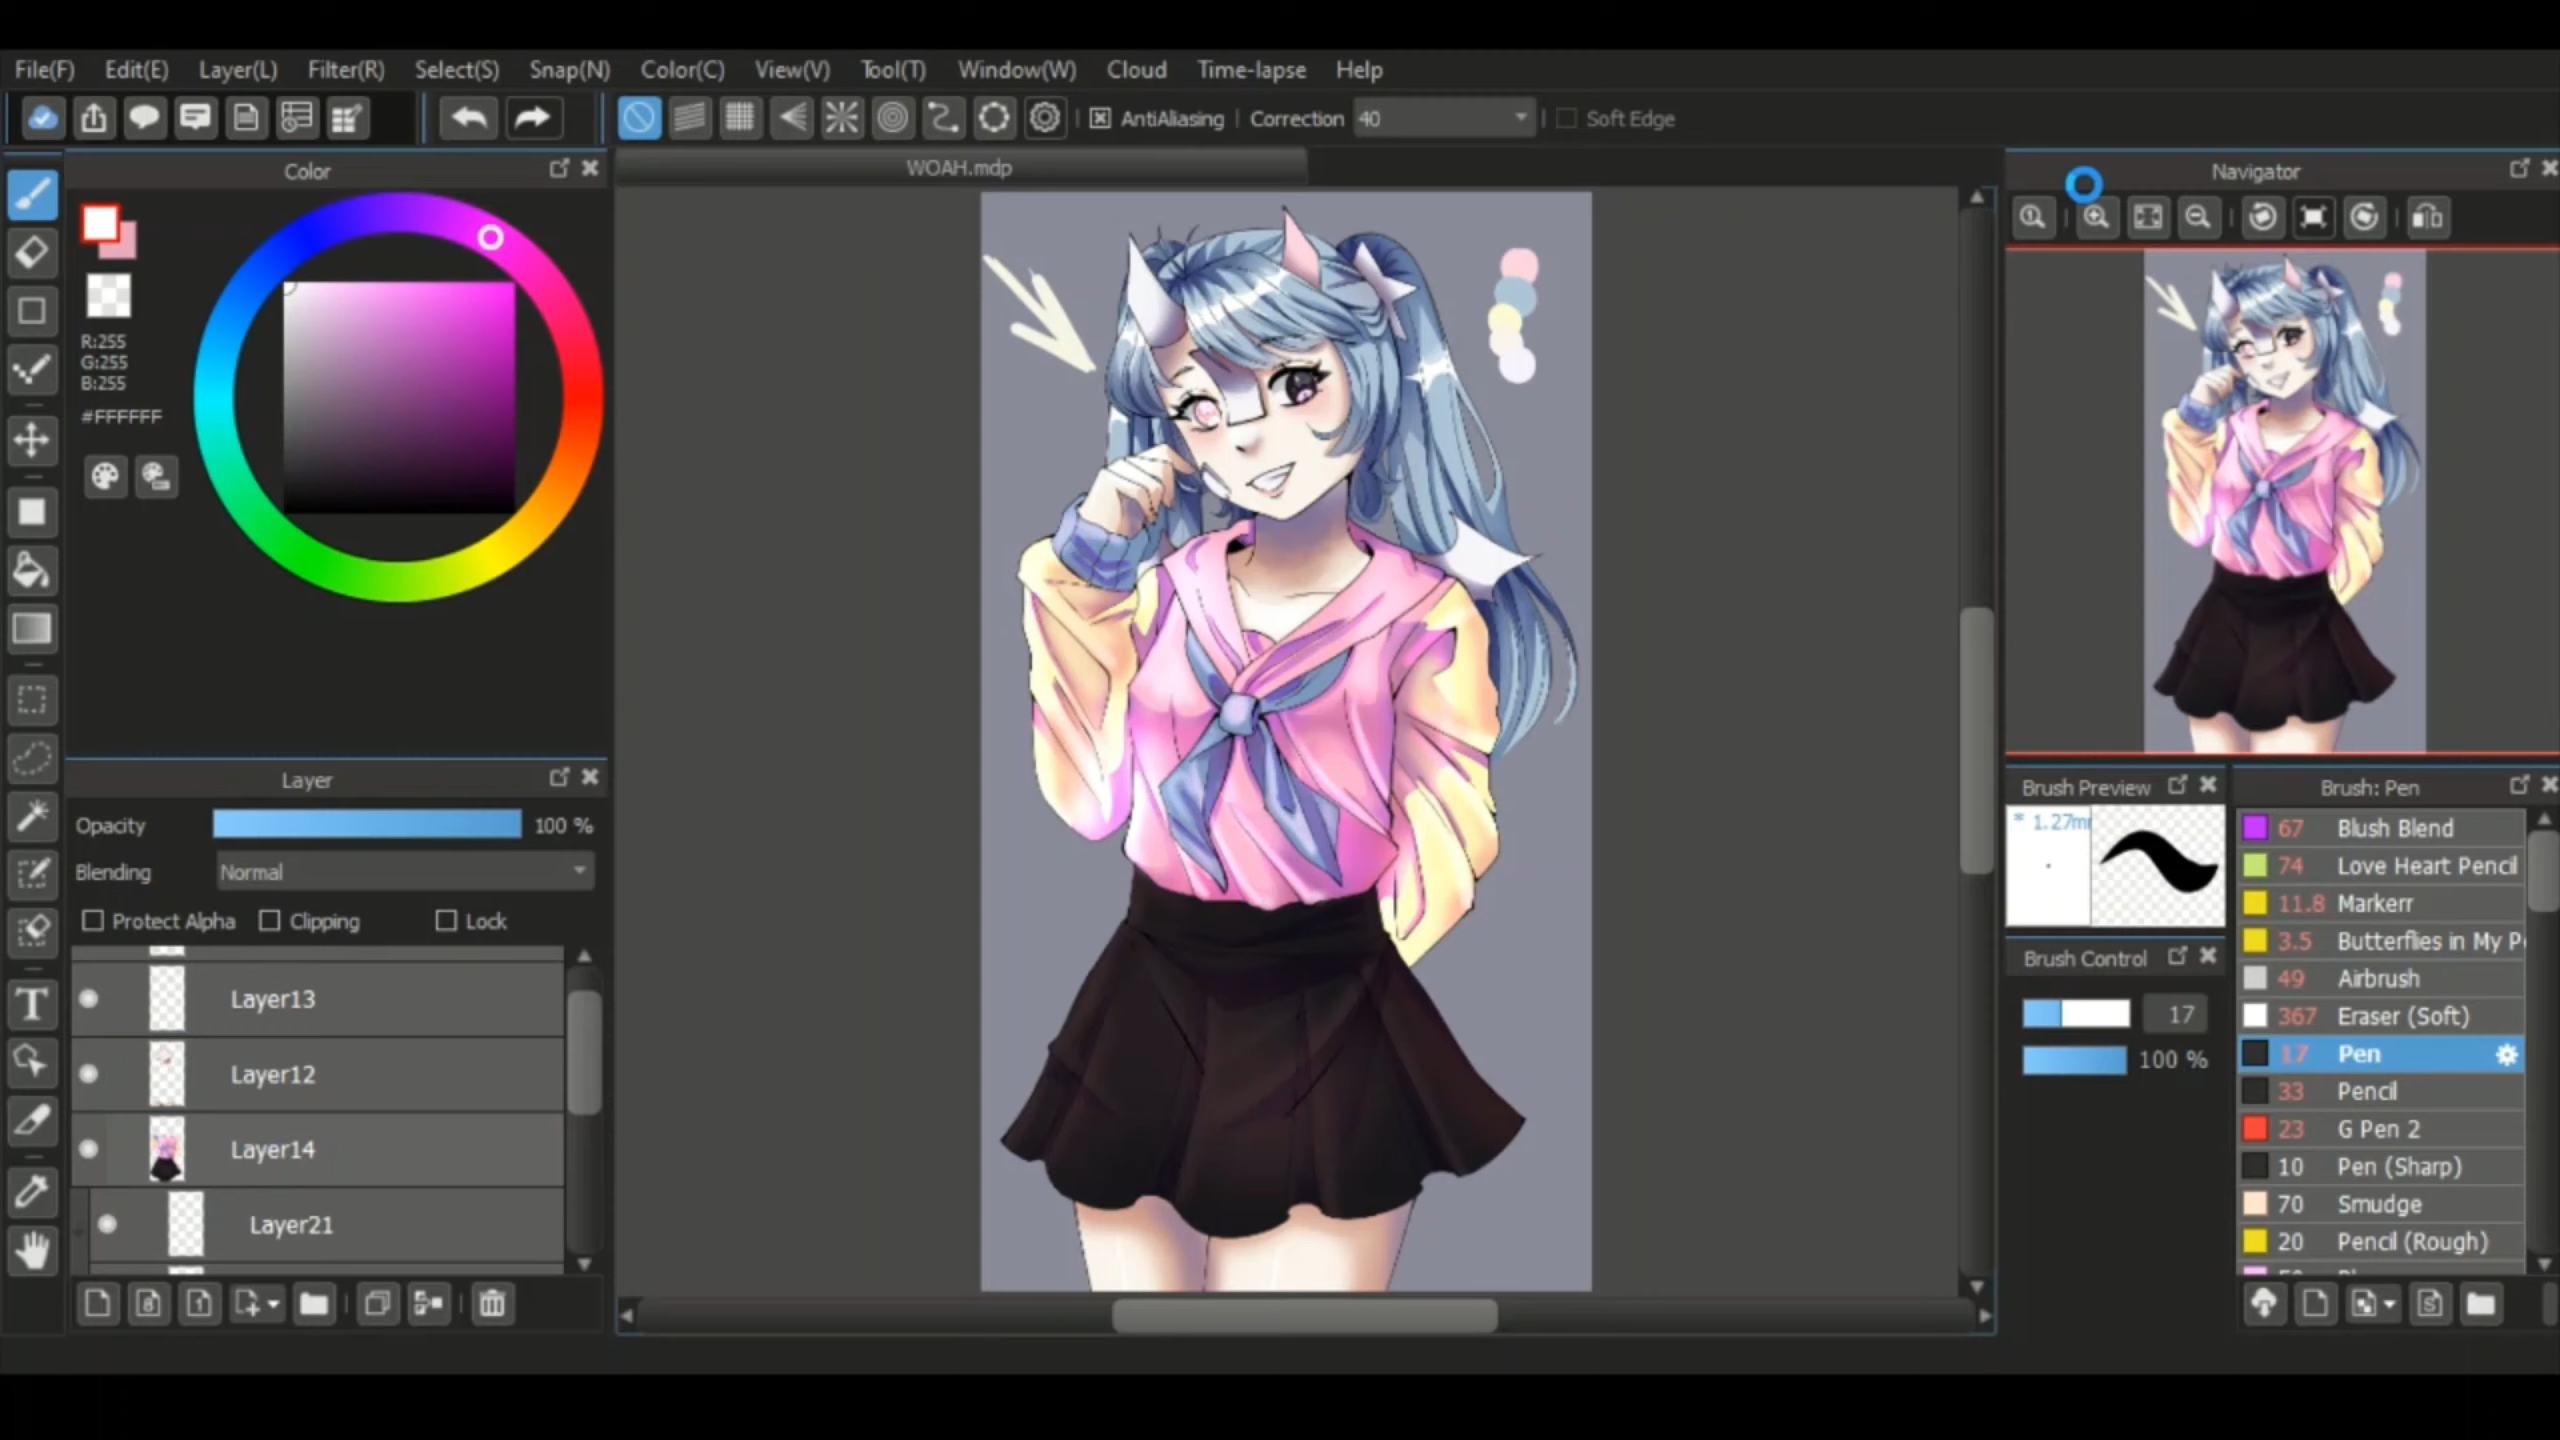 File(F) Edit(E) Layer(L) Filter(R) Select(S) Snap(N) Color(C) View(V) Tool(T) Window(W) Cloud Time-lapse Help
AntiAliasing Correction 40 Soft Edge
Color
R:255
G:255
B:255
#FFFFFF
Layer
Opacity 100 %
Blending Normal
Protect Alpha Clipping Lock
Layer13
Layer12
Layer14
Layer21
WOAH.mdp
Navigator
Brush Preview
* 1.27m
Brush Control
17
100 %
Brush: Pen
67 Blush Blend
74 Love Heart Pencil
11.8 Markerr
3.5 Butterflies in My P
49 Airbrush
367 Eraser (Soft)
17 Pen
33 Pencil
23 G Pen 2
10 Pen (Sharp)
70 Smudge
20 Pencil (Rough)